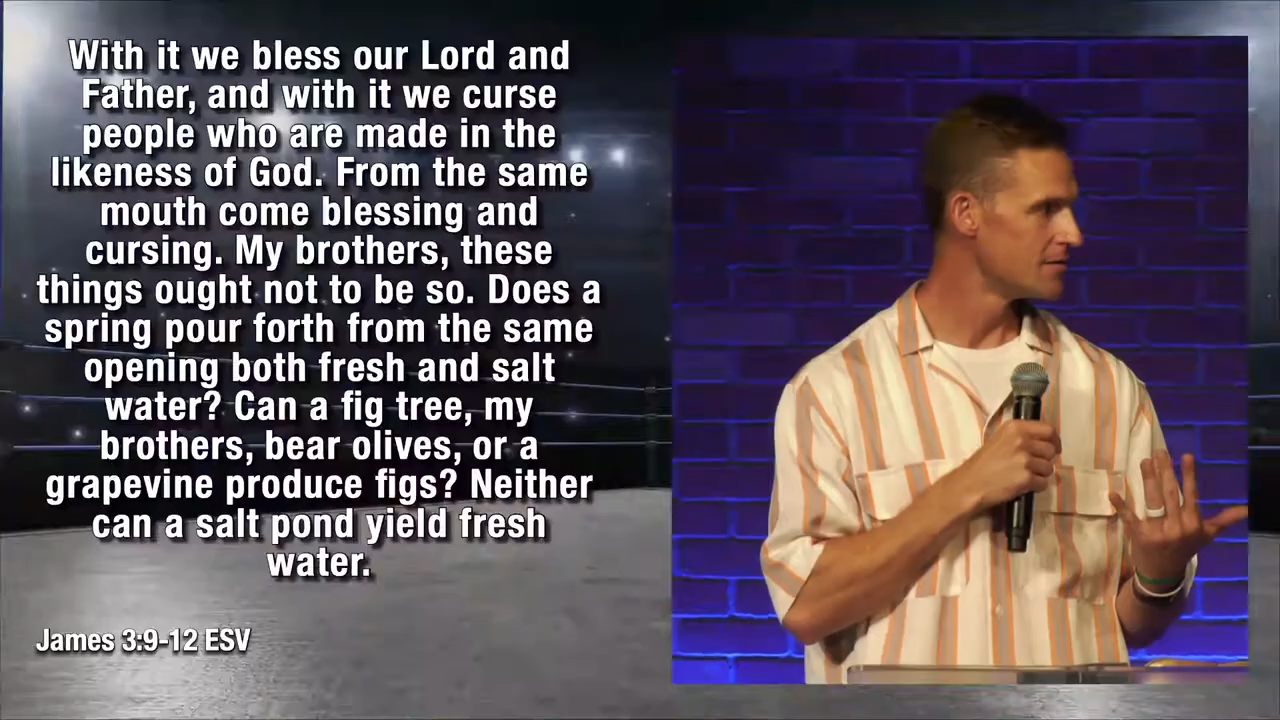 With it we bless our Lord and
Father, and with it we curse
people who are made in the
likeness of God. From the same
mouth come blessing and
cursing. My brothers, these
things ought not to be so. Does a
spring pour forth from the same
opening both fresh and salt
water? Can a fig tree, my
brothers, bear olives, or a
grapevine produce figs? Neither
can a salt pond yield fresh
water.
James 3:9-12 ESV